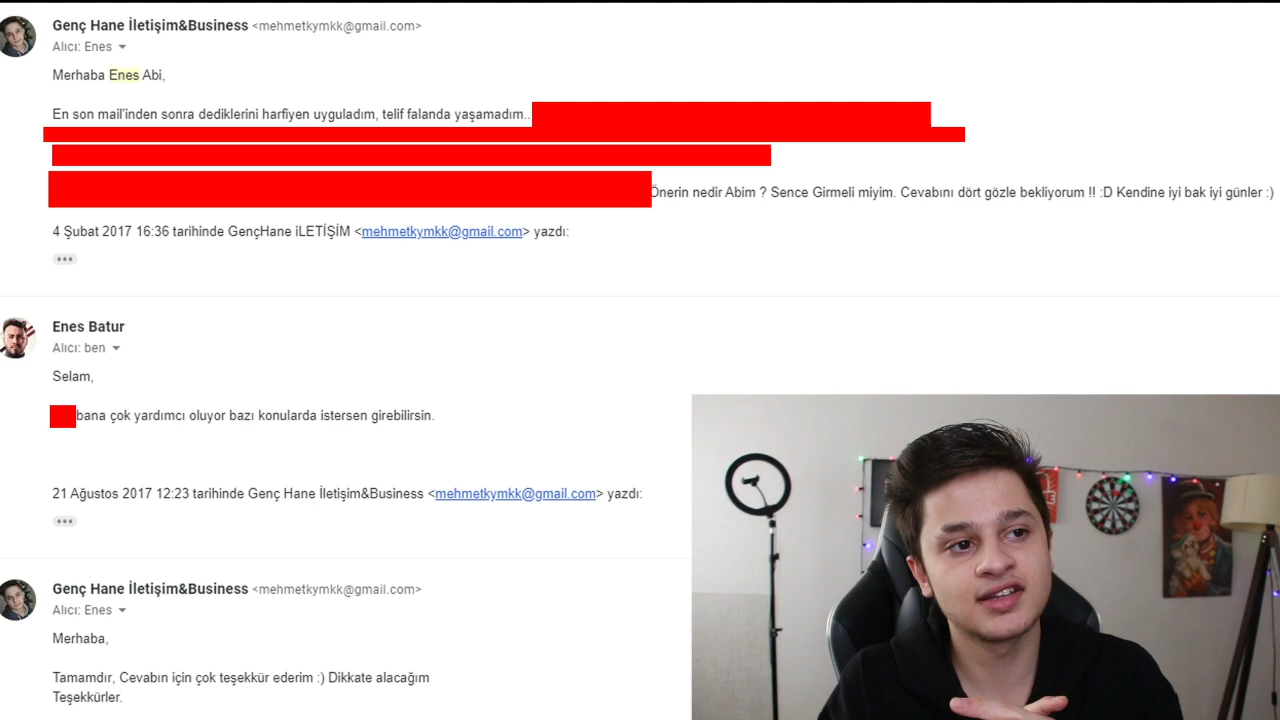 Genç Hane İletişim&Business <mehmetkymkk@gmail.com>
Alıcı: Enes
Merhaba Enes Abi,
En son mail'inden sonra dediklerini harfiyen uyguladım, telif falanda yaşamadım..
Önerin nedir Abim ? Sence Girmeli miyim. Cevabını dört gözle bekliyorum !! :D Kendine iyi bak iyi günler :)
4 Şubat 2017 16:36 tarihinde GençHane iLETİŞİM <mehmetkymkk@gmail.com> yazdı:
Enes Batur
Alıcı: ben
Selam,
bana çok yardımcı oluyor bazı konularda istersen girebilirsin.
21 Ağustos 2017 12:23 tarihinde Genç Hane İletişim&Business <mehmetkymkk@gmail.com> yazdı:
Genç Hane İletişim&Business <mehmetkymkk@gmail.com>
Alıcı: Enes
Merhaba,
Tamamdır, Cevabın için çok teşekkür ederim :) Dikkate alacağım
Teşekkürler.